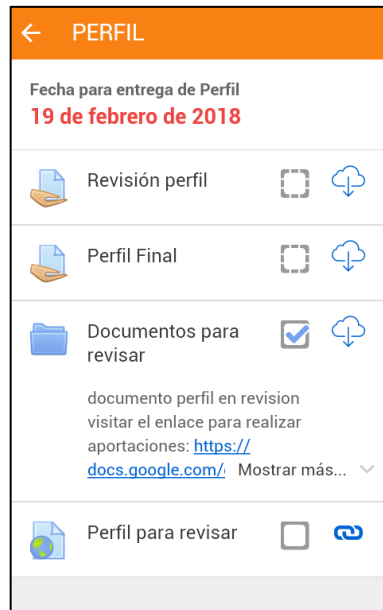 PERFIL
Fecha para entrega de Perfil
19 de febrero de 2018
Revisión perfil
Perfil Final
Documentos para
revisar
documento perfil en revision
visitar el enlace para realizar
aportaciones: https://
docs.google.com/ Mostrar más...
Perfil para revisar